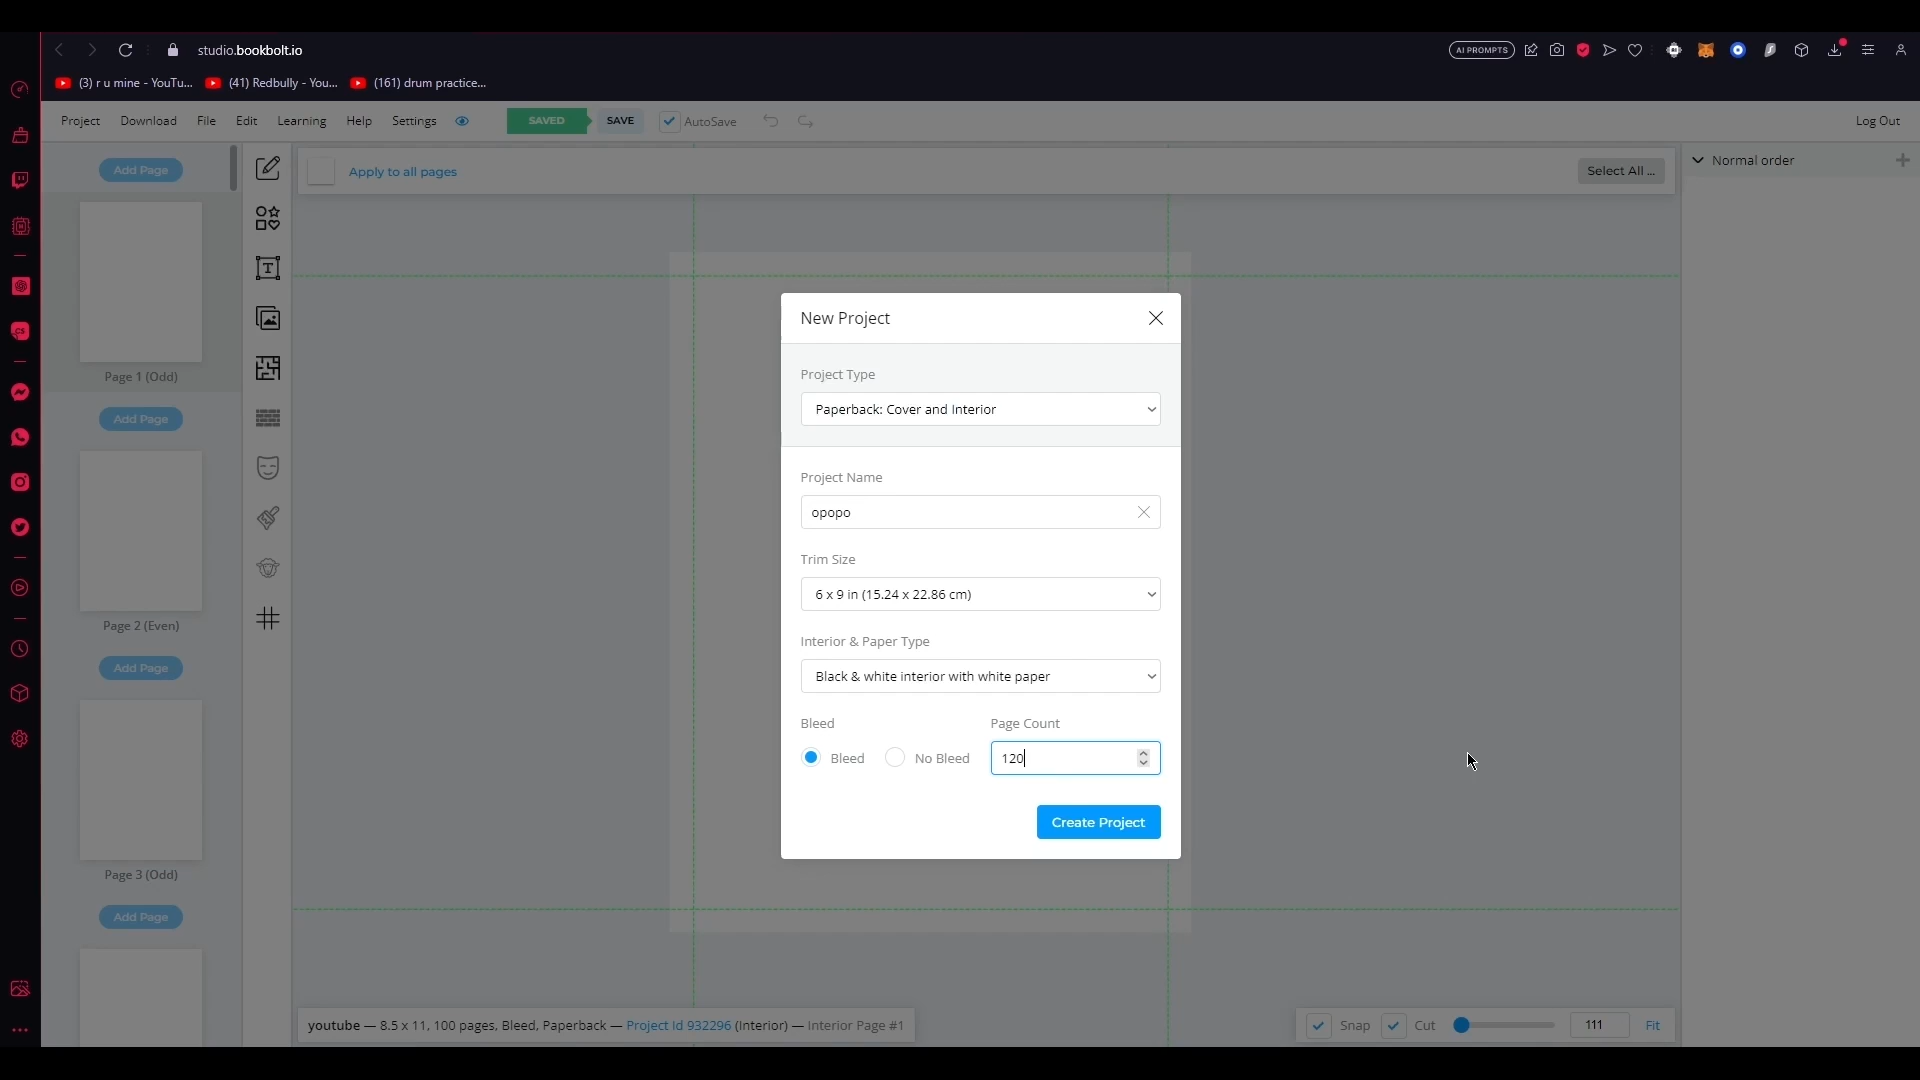 studio.bookbolt.io
AI PROMPTS
(3) r u mine - YouTu...
(41) Redbully - You...
(161) drum practice...
Project
Download
File
Edit
Learning
Help
Settings
SAVED
SAVE
AutoSave
Log Out
Add Page
Apply to all pages
Select All ...
Normal order
Page 1 (Odd)
Add Page
Page 2 (Even)
Add Page
Page 3 (Odd)
Add Page
New Project
Project Type
Paperback: Cover and Interior
Project Name
opopo
Trim Size
6 x 9 in (15.24 x 22.86 cm)
Interior & Paper Type
Black & white interior with white paper
Bleed
Page Count
Bleed
No Bleed
120
Create Project
youtube — 8.5 x 11, 100 pages, Bleed, Paperback — Project Id 932296 (Interior) — Interior Page #1
Snap
Cut
111
Fit